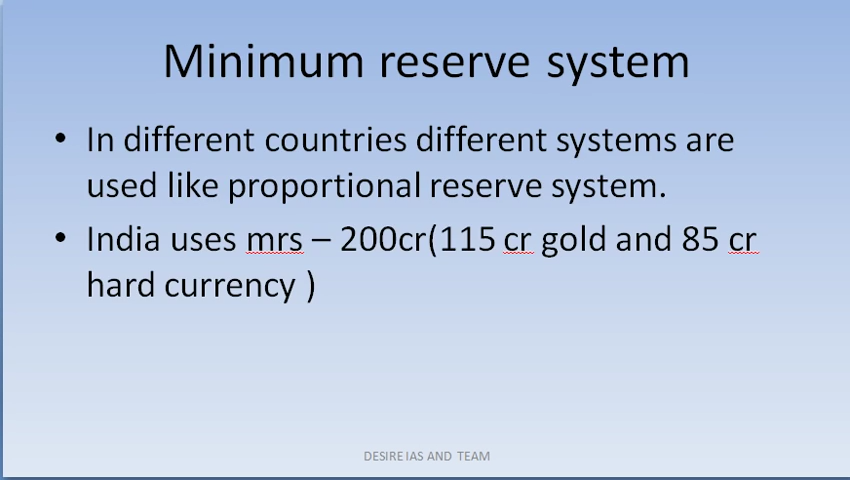 Minimum reserve system
• In different countries different systems are
used like proportional reserve system.
• India uses mrs – 200cr(115 cr gold and 85 cr
hard currency )
DESIRE IAS AND TEAM